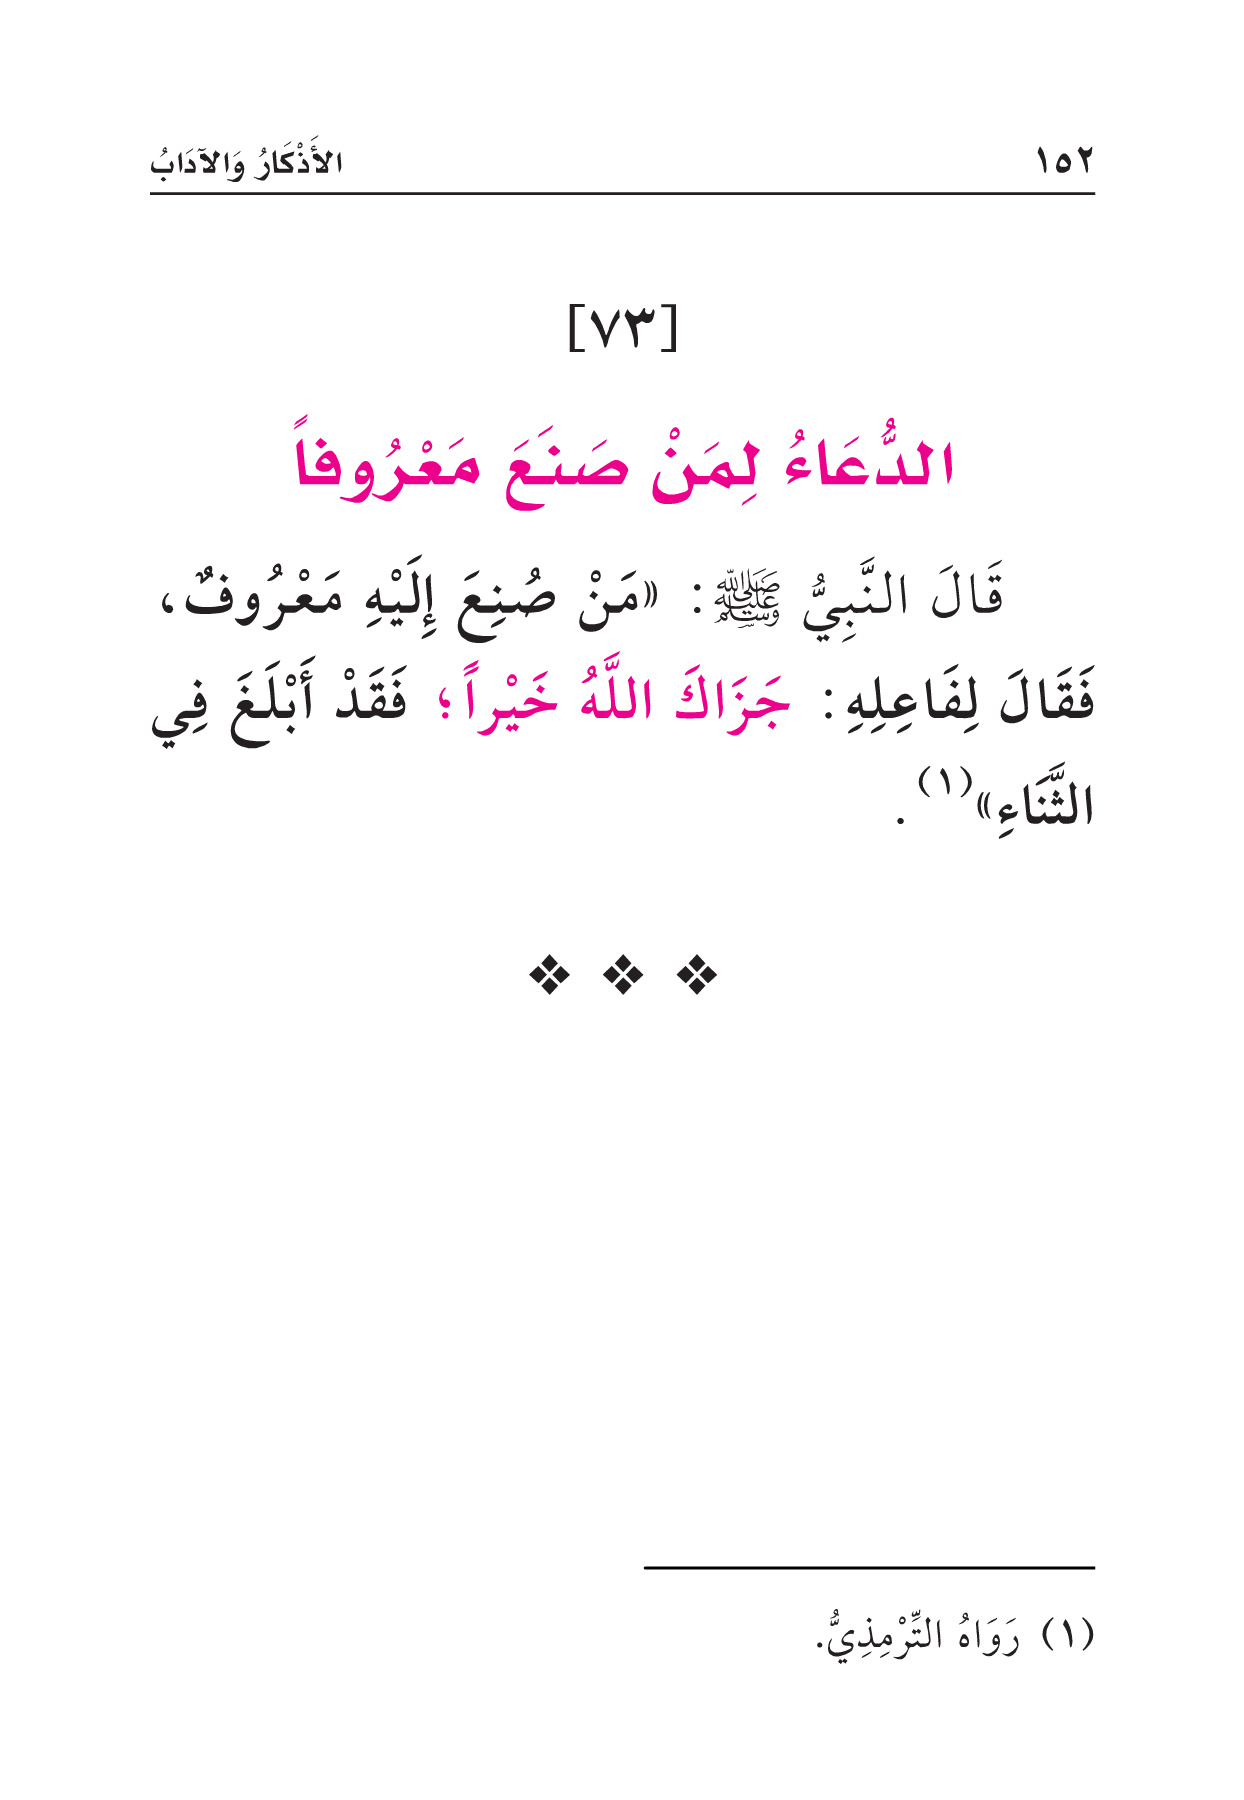 ١٥٢ الأَذْكَارُ وَالآدَابُ
[٧٣]
الدُّعَاءُ لِمَنْ صَنَعَ مَعْرُوفاً
قَالَ النَّبِيُّ ﷺ: «مَنْ صُنِعَ إِلَيْهِ مَعْرُوفٌ،
فَقَالَ لِفَاعِلِهِ: جَزَاكَ اللَّهُ خَيْراً؛ فَقَدْ أَبْلَغَ فِي
الثَّنَاءِ»(١).
❖ ❖ ❖
(١) رَوَاهُ التِّرْمِذِيُّ.